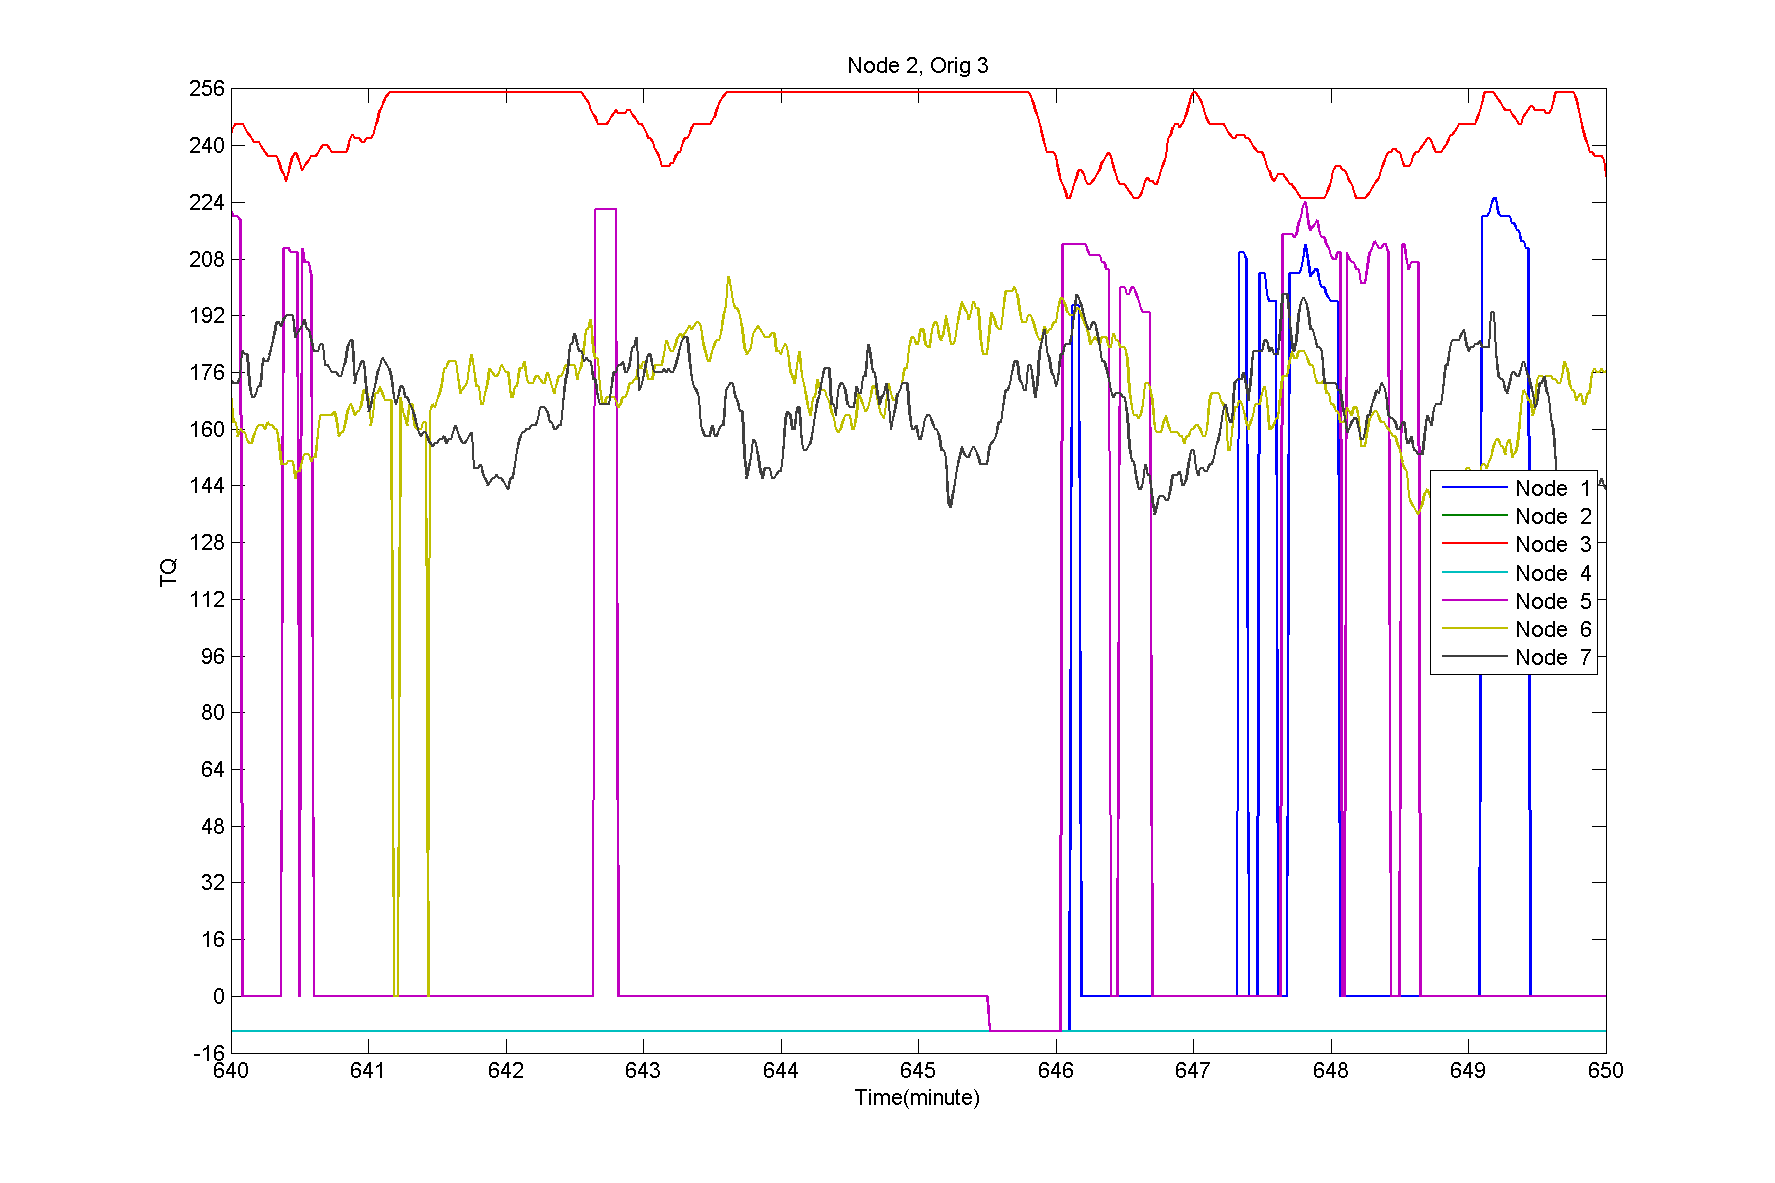 Node 2, Orig 3
256
240
224
208
192
176
160
144
128
112
96
80
64
48
32
16
0
-16
TQ
640 641 642 643 644 645 646 647 648 649 650
Time(minute)
Node 1
Node 2
Node 3
Node 4
Node 5
Node 6
Node 7